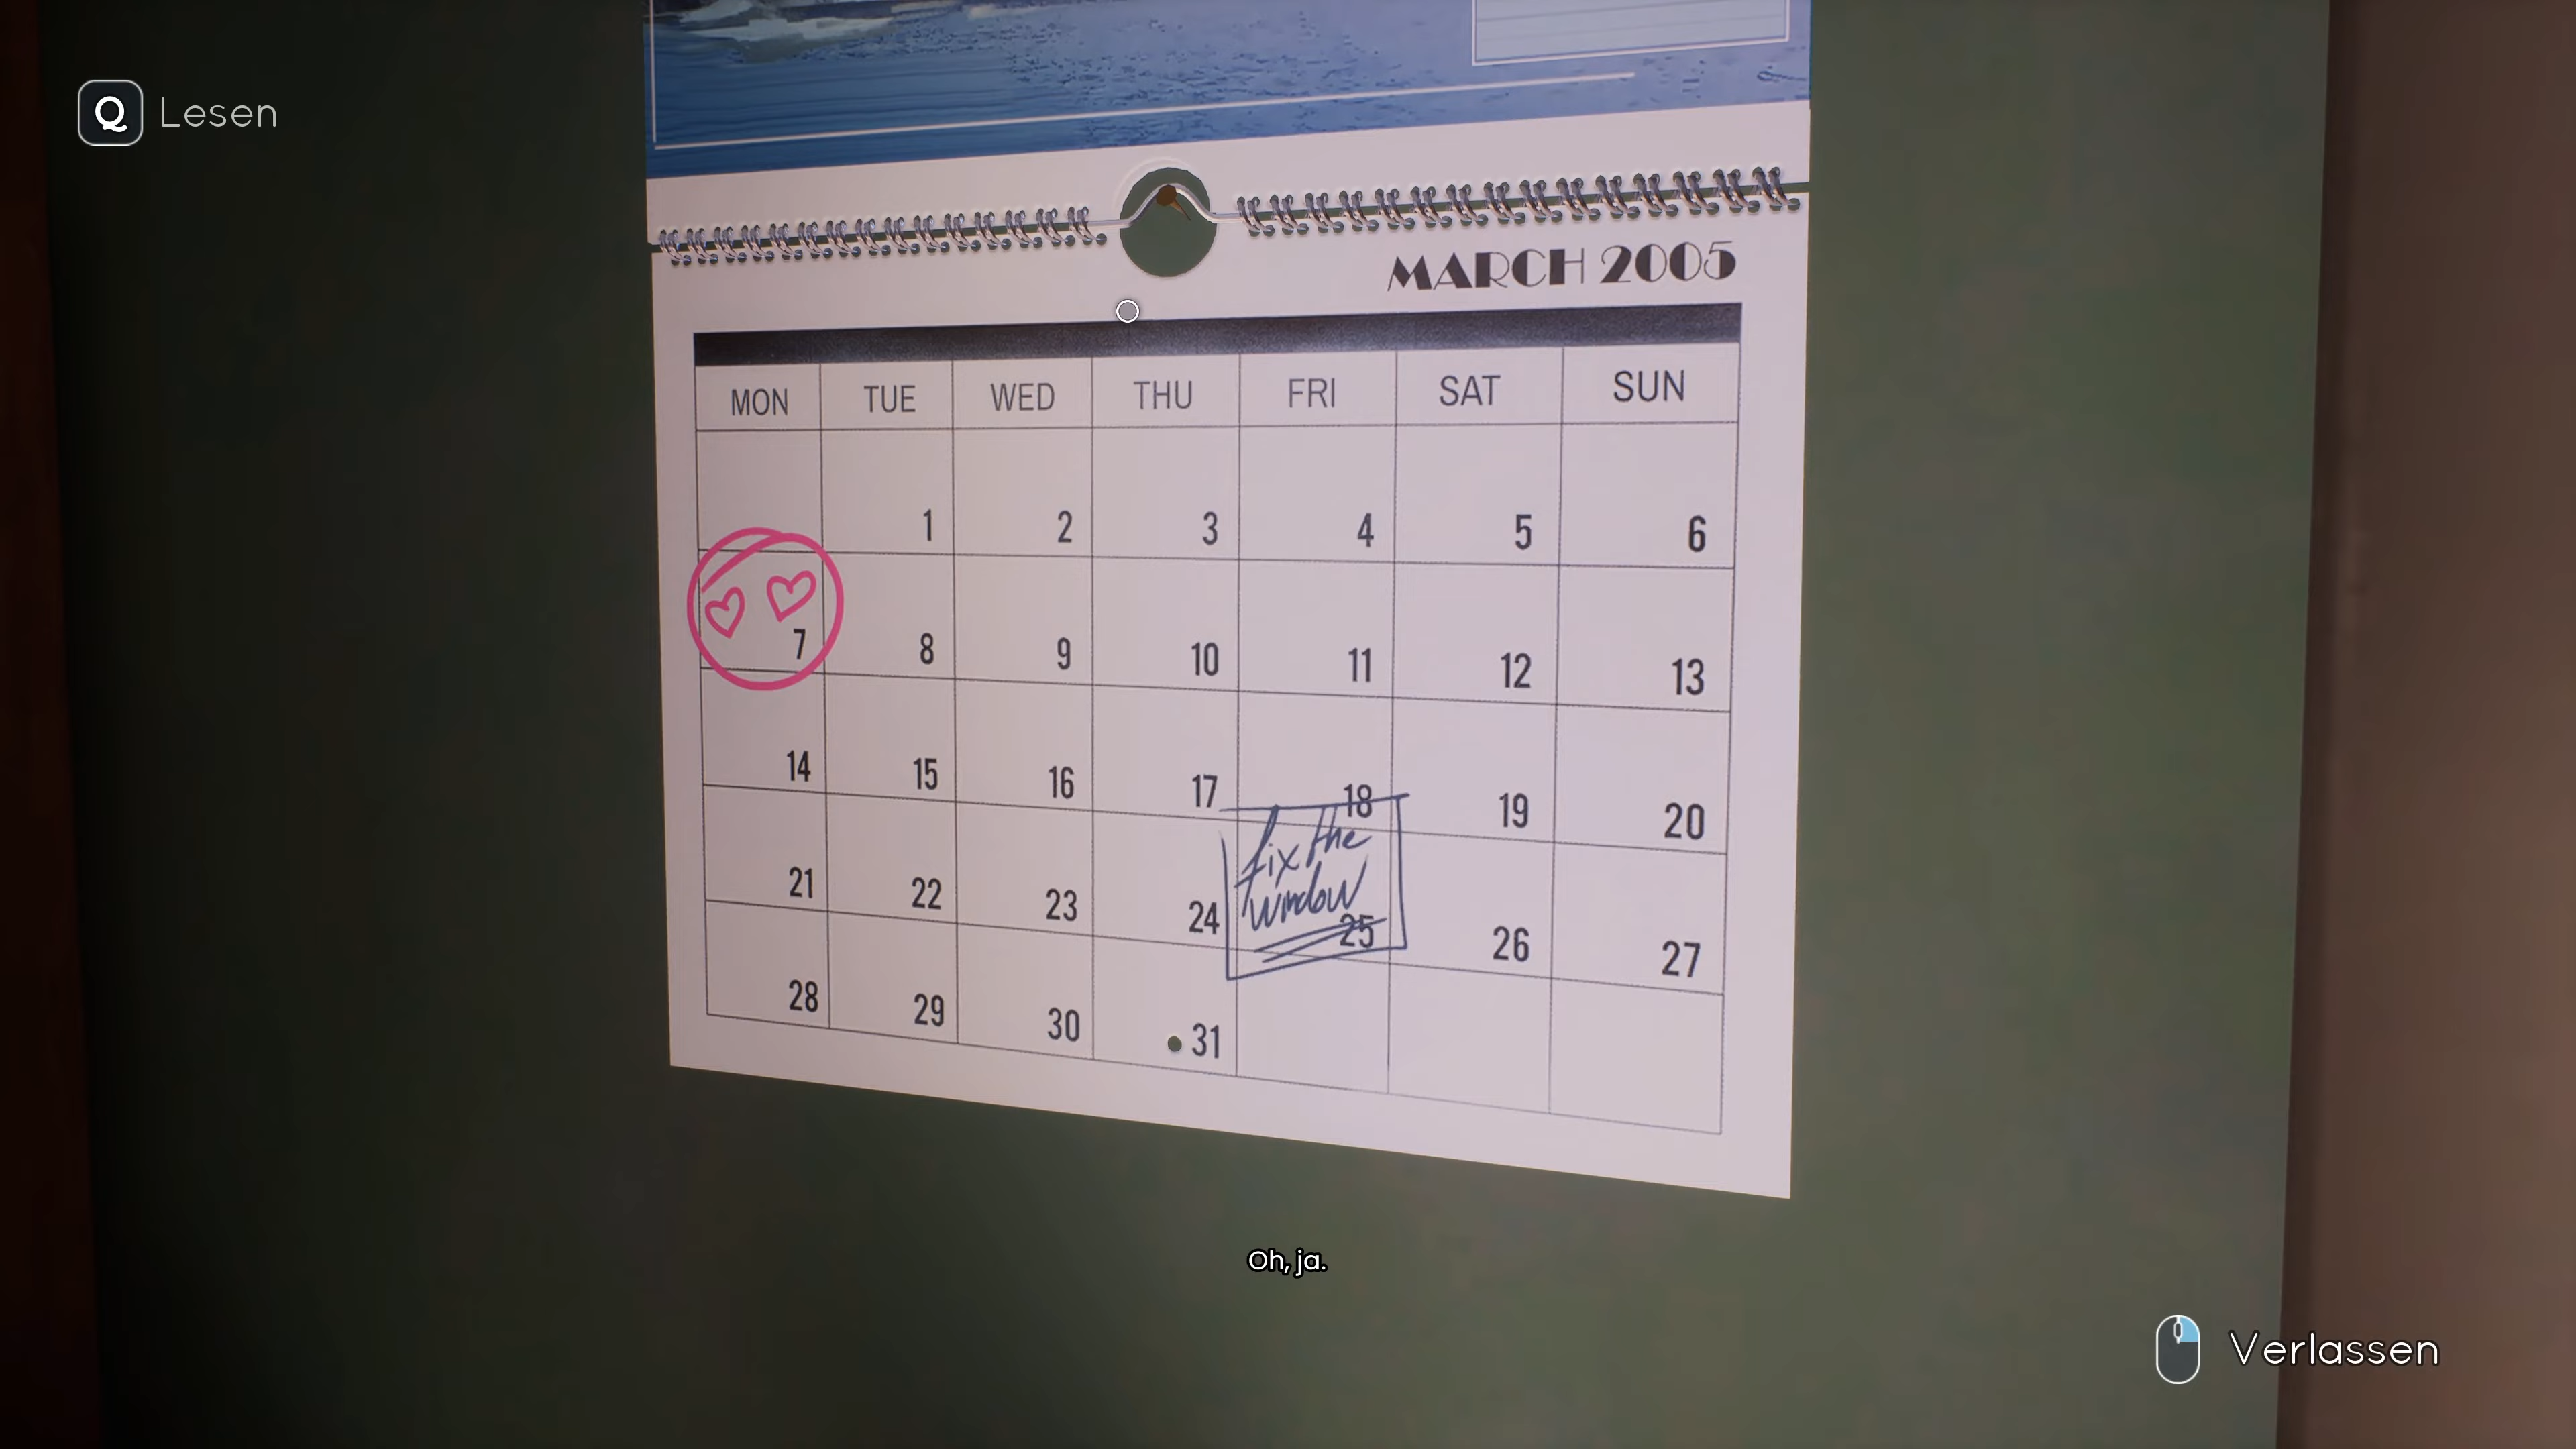 Q Lesen
MARCH 2005
MON TUE WED THU FRI SAT SUN
1 2 3 4 5 6
7 8 9 10 11 12 13
14 15 16 17 18 19 20
fix the
window
21 22 23 24 25 26 27
28 29 30 31
Oh, ja.
Verlassen